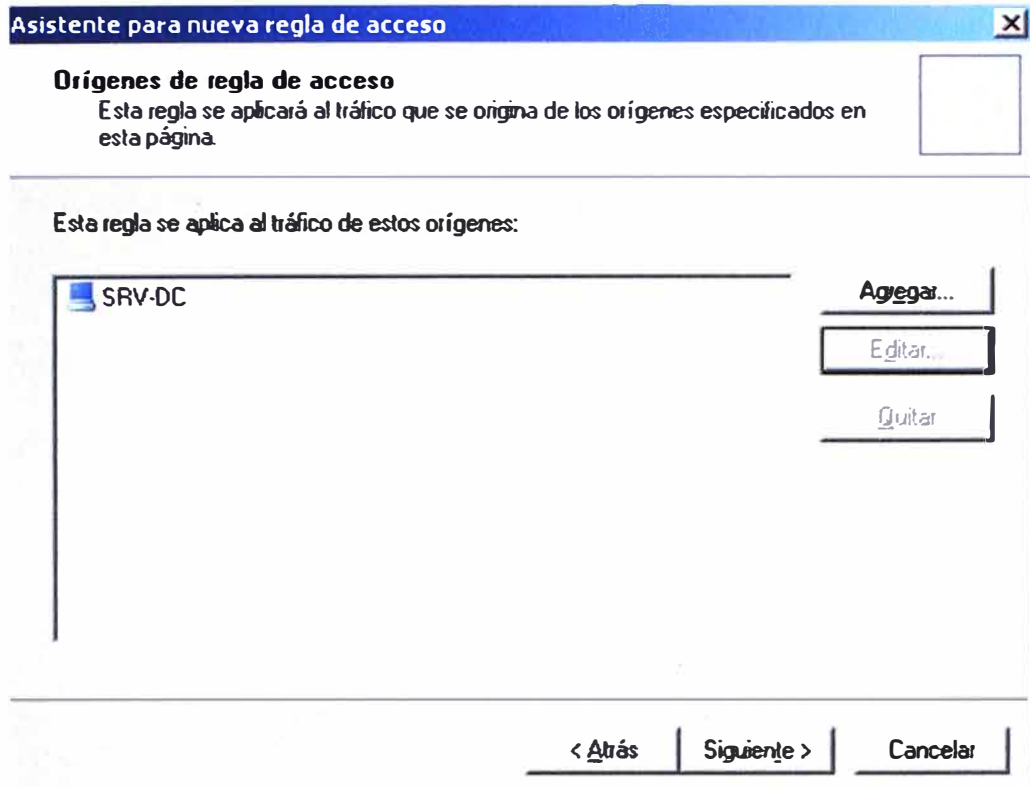 Asistente para nueva regla de acceso
Orígenes de regla de acceso
Esta regla se aplicará al tráfico que se origina de los orígenes especificados en
esta página.
Esta regla se aplica al tráfico de estos orígenes:
SRV-DC
Agregar...
Editar...
Quitar
< Atrás
Siguiente >
Cancelar